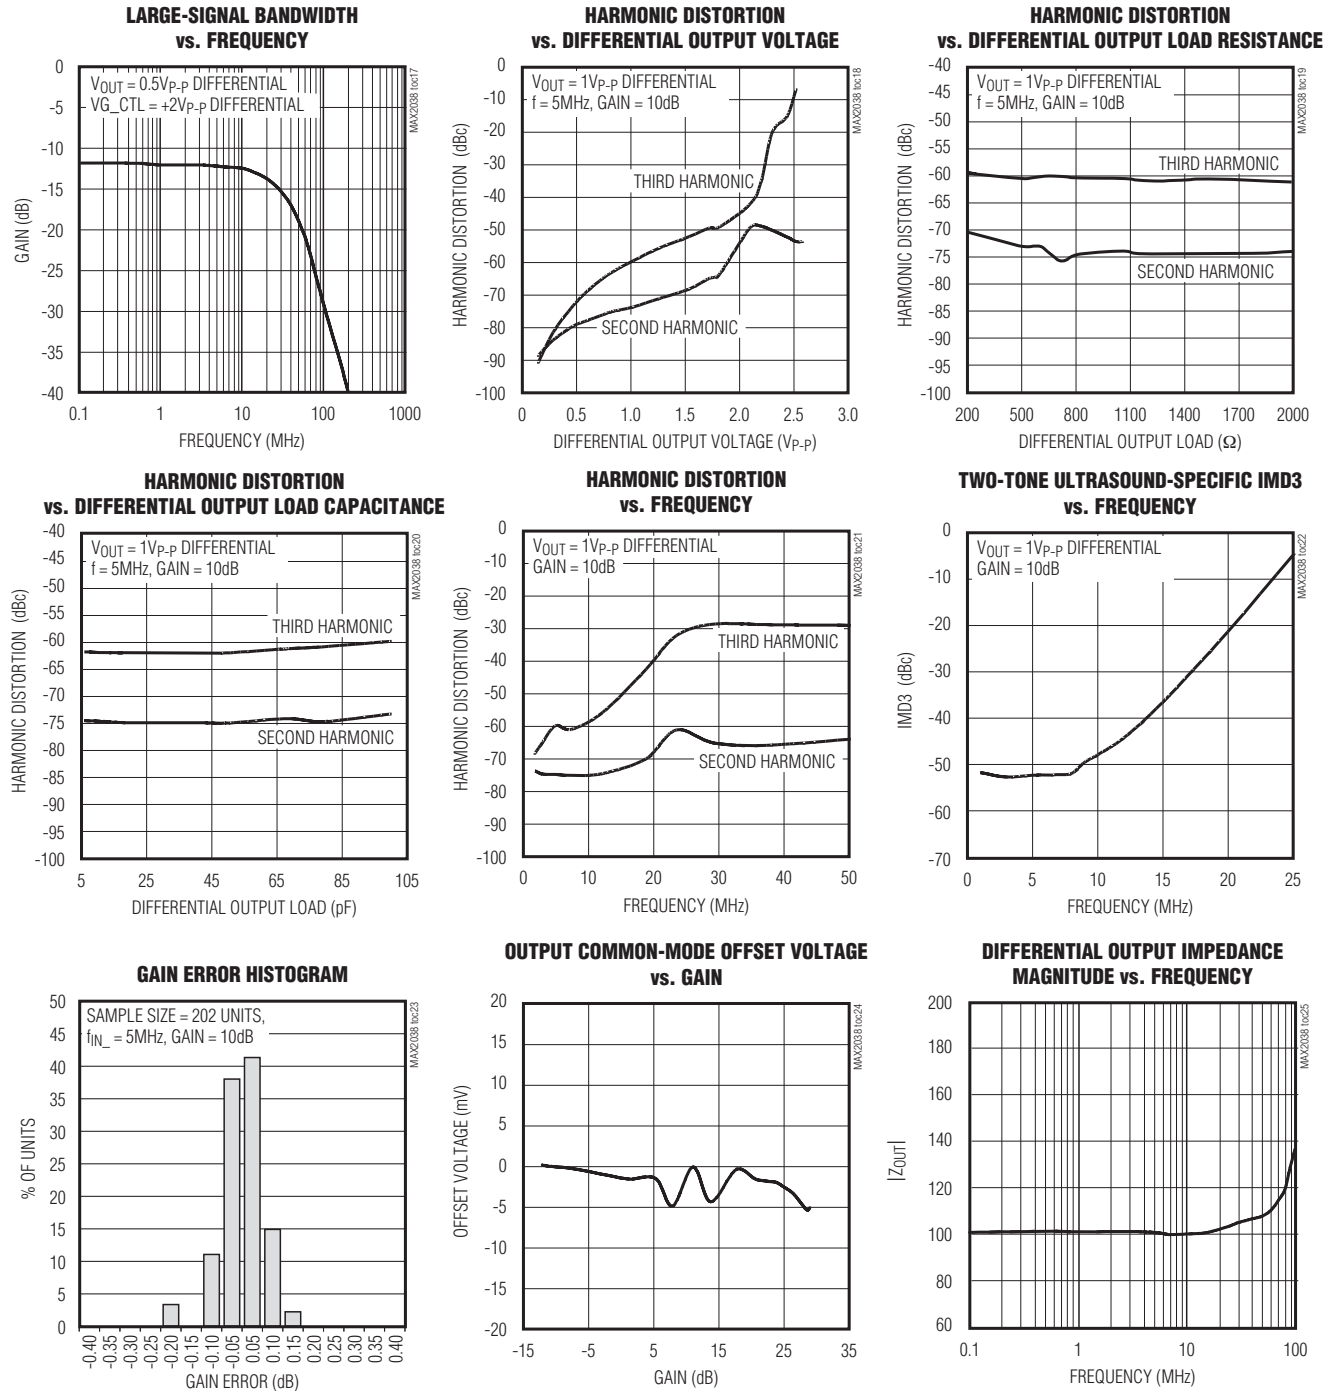 LARGE-SIGNAL BANDWIDTH
vs. FREQUENCY
VOUT = 0.5VP-P DIFFERENTIAL
VG_CTL = +2VP-P DIFFERENTIAL
MAX2038 toc17
0
-5
-10
-15
-20
-25
-30
-35
-40
GAIN (dB)
0.1 1 10 100 1000
FREQUENCY (MHz)
HARMONIC DISTORTION
vs. DIFFERENTIAL OUTPUT VOLTAGE
VOUT = 1VP-P DIFFERENTIAL
f = 5MHz, GAIN = 10dB
MAX2038 toc18
THIRD HARMONIC
SECOND HARMONIC
0
-10
-20
-30
-40
-50
-60
-70
-80
-90
-100
HARMONIC DISTORTION (dBc)
0 0.5 1.0 1.5 2.0 2.5 3.0
DIFFERENTIAL OUTPUT VOLTAGE (VP-P)
HARMONIC DISTORTION
vs. DIFFERENTIAL OUTPUT LOAD RESISTANCE
VOUT = 1VP-P DIFFERENTIAL
f = 5MHz, GAIN = 10dB
MAX2038 toc19
THIRD HARMONIC
SECOND HARMONIC
-40
-45
-50
-55
-60
-65
-70
-75
-80
-85
-90
-95
-100
HARMONIC DISTORTION (dBc)
200 500 800 1100 1400 1700 2000
DIFFERENTIAL OUTPUT LOAD (Ω)
HARMONIC DISTORTION
vs. DIFFERENTIAL OUTPUT LOAD CAPACITANCE
VOUT = 1VP-P DIFFERENTIAL
f = 5MHz, GAIN = 10dB
MAX2038 toc20
THIRD HARMONIC
SECOND HARMONIC
-40
-45
-50
-55
-60
-65
-70
-75
-80
-85
-90
-95
-100
HARMONIC DISTORTION (dBc)
5 25 45 65 85 105
DIFFERENTIAL OUTPUT LOAD (pF)
HARMONIC DISTORTION
vs. FREQUENCY
VOUT = 1VP-P DIFFERENTIAL
GAIN = 10dB
MAX2038 toc21
THIRD HARMONIC
SECOND HARMONIC
0
-10
-20
-30
-40
-50
-60
-70
-80
-90
-100
HARMONIC DISTORTION (dBc)
0 10 20 30 40 50
FREQUENCY (MHz)
TWO-TONE ULTRASOUND-SPECIFIC IMD3
vs. FREQUENCY
VOUT = 1VP-P DIFFERENTIAL
GAIN = 10dB
MAX2038 toc22
0
-10
-20
-30
-40
-50
-60
-70
IMD3 (dBc)
0 5 10 15 20 25
FREQUENCY (MHz)
GAIN ERROR HISTOGRAM
SAMPLE SIZE = 202 UNITS,
fIN_ = 5MHz, GAIN = 10dB
MAX2038 toc23
50
45
40
35
30
25
20
15
10
5
0
% OF UNITS
-0.40 -0.35 -0.30 -0.25 -0.20 -0.15 -0.10 -0.05 0.05 0.10 0.15 0.20 0.25 0.30 0.35 0.40
GAIN ERROR (dB)
OUTPUT COMMON-MODE OFFSET VOLTAGE
vs. GAIN
MAX2038 toc24
20
15
10
5
0
-5
-10
-15
-20
OFFSET VOLTAGE (mV)
-15 -5 5 15 25 35
GAIN (dB)
DIFFERENTIAL OUTPUT IMPEDANCE
MAGNITUDE vs. FREQUENCY
MAX2038 toc25
200
180
160
140
120
100
80
60
|ZOUT|
0.1 1 10 100
FREQUENCY (MHz)